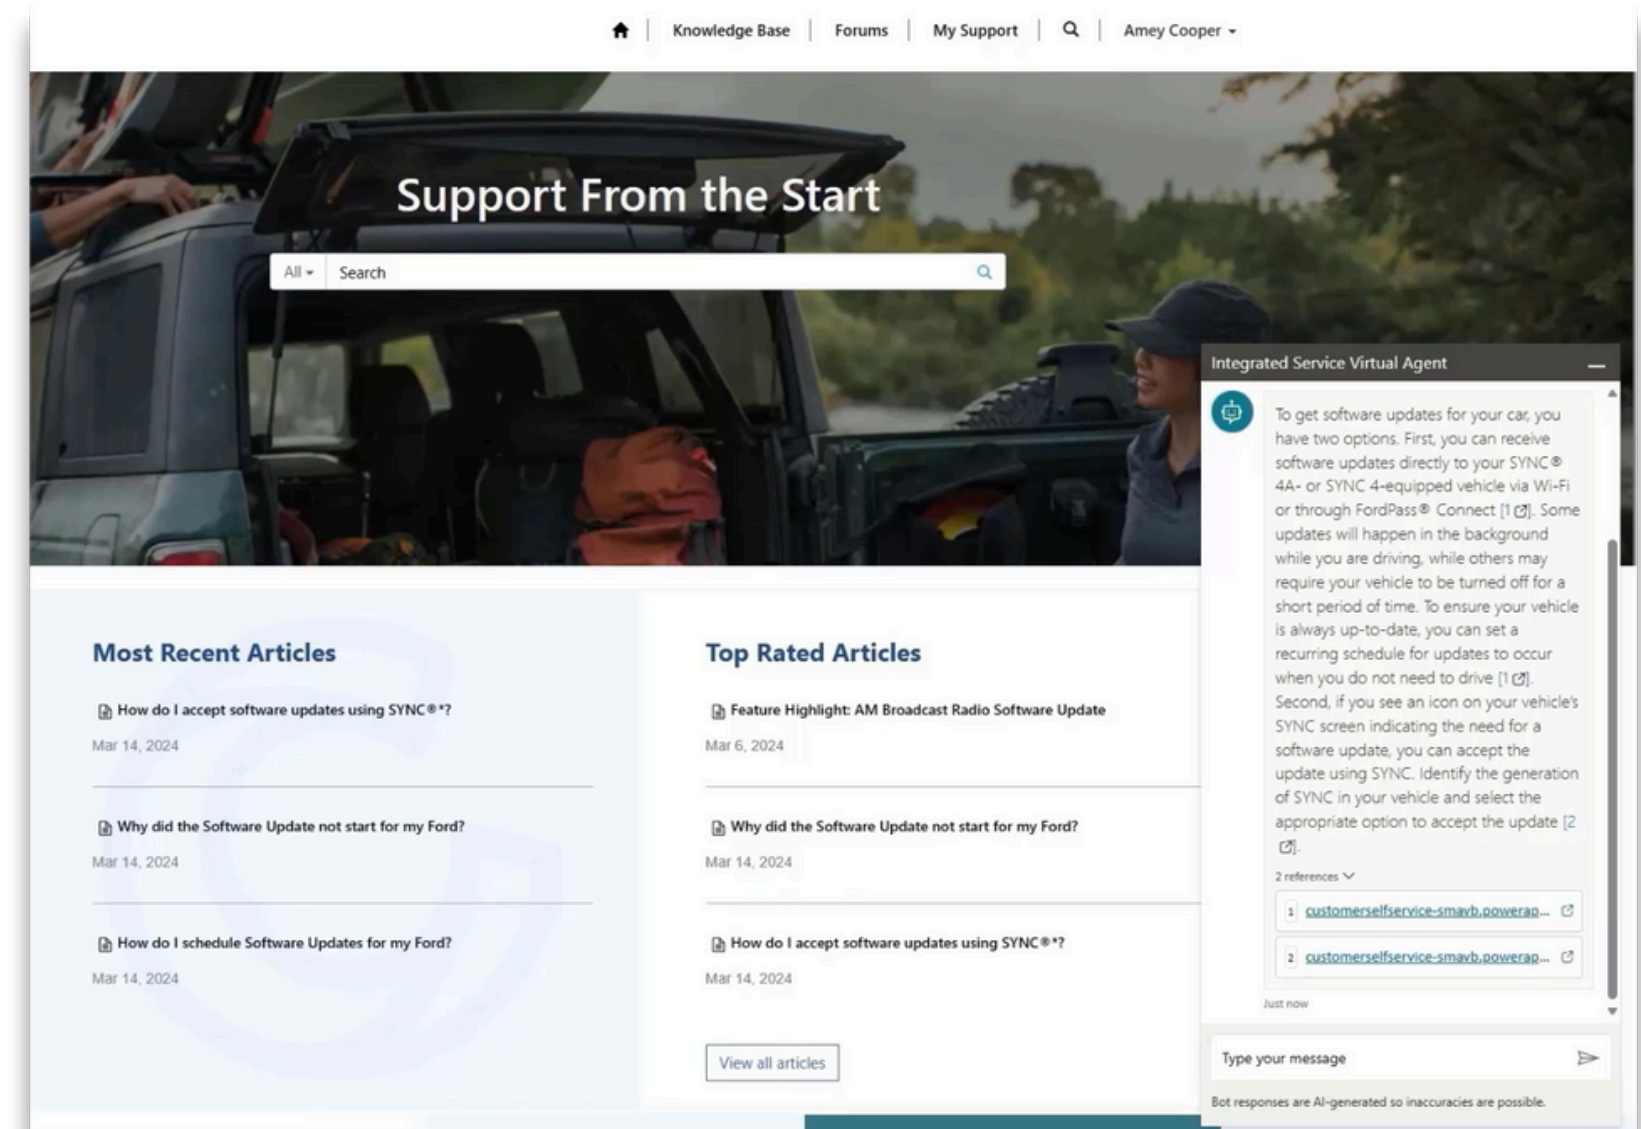 Knowledge Base | Forums | My Support | Amey Cooper
Support From the Start
All Search
Most Recent Articles
How do I accept software updates using SYNC®*?
Mar 14, 2024
Why did the Software Update not start for my Ford?
Mar 14, 2024
How do I schedule Software Updates for my Ford?
Mar 14, 2024
Top Rated Articles
Feature Highlight: AM Broadcast Radio Software Update
Mar 6, 2024
Why did the Software Update not start for my Ford?
Mar 14, 2024
How do I accept software updates using SYNC®*?
Mar 14, 2024
View all articles
Integrated Service Virtual Agent
To get software updates for your car, you
have two options. First, you can receive
software updates directly to your SYNC®
4A- or SYNC 4-equipped vehicle via Wi-Fi
or through FordPass® Connect [1]. Some
updates will happen in the background
while you are driving, while others may
require your vehicle to be turned off for a
short period of time. To ensure your vehicle
is always up-to-date, you can set a
recurring schedule for updates to occur
when you do not need to drive [1].
Second, if you see an icon on your vehicle's
SYNC screen indicating the need for a
software update, you can accept the
update using SYNC. Identify the generation
of SYNC in your vehicle and select the
appropriate option to accept the update [2
].
2 references
1 customerselfservice-smavb.powerap...
2 customerselfservice-smavb.powerap...
Just now
Type your message
Bot responses are AI-generated so inaccuracies are possible.